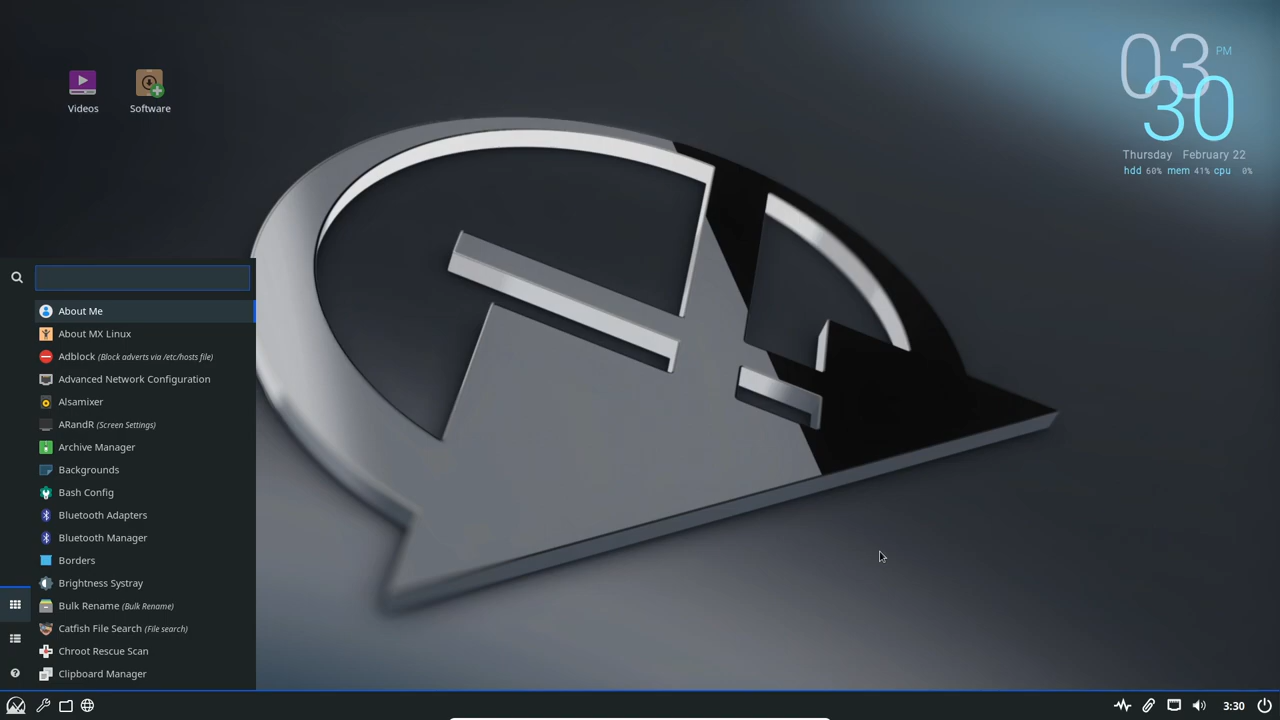 03 PM
30
Thursday February 22
hdd 60% mem 41% cpu 0%
Videos
Software
About Me
About MX Linux
Adblock (Block adverts via /etc/hosts file)
Advanced Network Configuration
Alsamixer
ARandR (Screen Settings)
Archive Manager
Backgrounds
Bash Config
Bluetooth Adapters
Bluetooth Manager
Borders
Brightness Systray
Bulk Rename (Bulk Rename)
Catfish File Search (File search)
Chroot Rescue Scan
Clipboard Manager
3:30